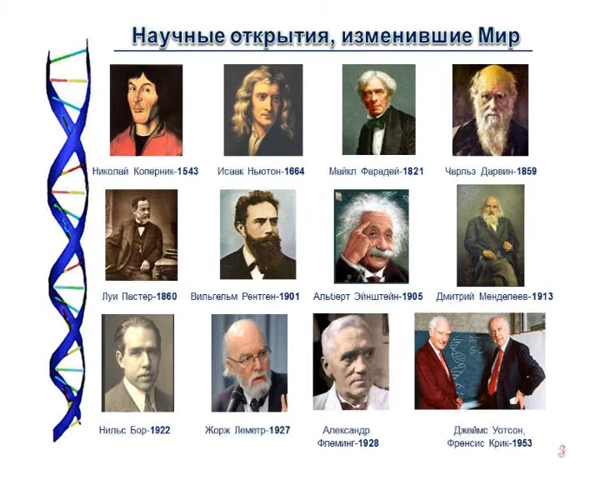 Научные открытия, изменившие Мир
Николай Коперник-1543
Исаак Ньютон-1664
Майкл Фарадей-1821
Чарльз Дарвин-1859
Луи Пастер-1860
Вильгельм Рентген-1901
Альберт Эйнштейн-1905
Дмитрий Менделеев-1913
Нильс Бор-1922
Жорж Леметр-1927
Александр
Флеминг-1928
Джеймс Уотсон,
Френсис Крик-1953
3